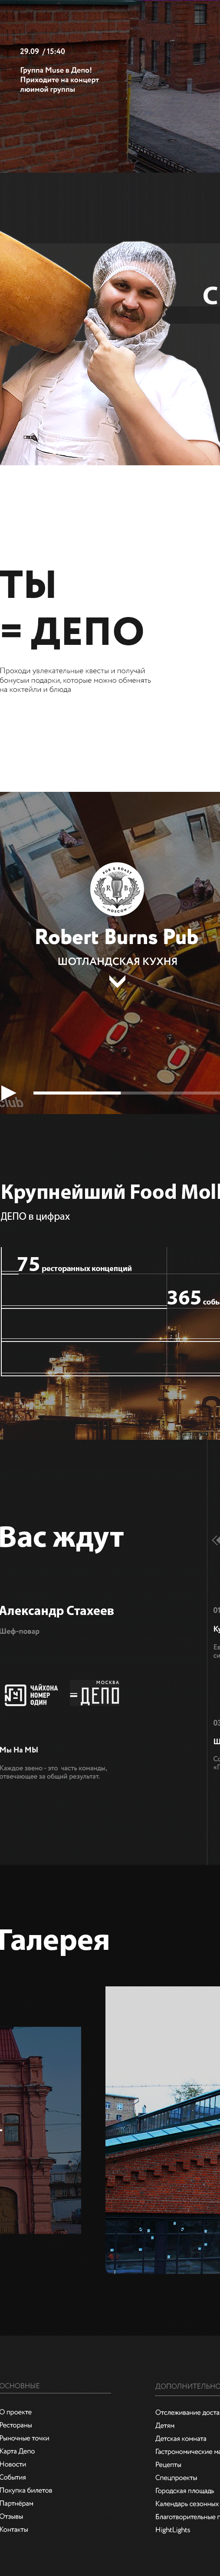 29.09 / 15:40
Группа Muse в Депо!
Приходите на концерт
люимой группы
С
ТЫ
= ДЕПО
Проходи увлекательные квесты и получай
бонусыи подарки, которые можно обменять
на коктейли и блюда
PUB & ROAST
R B
MOSCOW
Robert Burns Pub
ШОТЛАНДСКАЯ КУХНЯ
club
Крупнейший Food Moll
ДЕПО в цифрах
75 ресторанных концепций
365 собы
Вас ждут
Александр Стахеев
Шеф-повар
ЧАЙХОНА
НОМЕР
ОДИН
МОСКВА
=ДЕПО
Мы На МЫ
Каждое звено - это часть команды,
отвечающее за общий результат.
01
Ку
Ев
си
03
Ш
Со
«Г
Галерея
ОСНОВНЫЕ
О проекте
Рестораны
Рыночные точки
Карта Депо
Новости
События
Покупка билетов
Партнёрам
Отзывы
Контакты
ДОПОЛНИТЕЛЬНО
Отслеживание доста
Детям
Детская комната
Гастрономические ма
Рецепты
Спецпроекты
Городская площадь
Календарь сезонных
Благотворительные п
HightLights